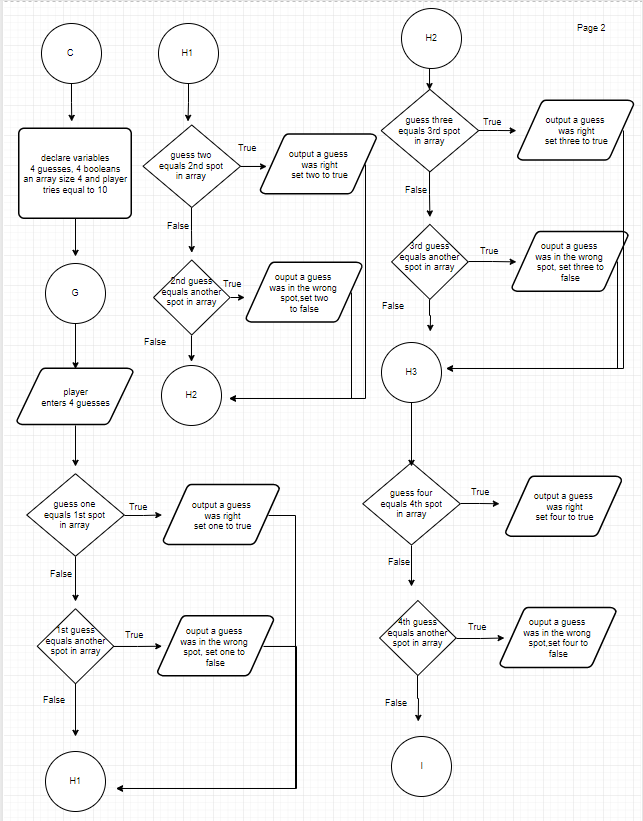 C
declare variables
4 guesses, 4 booleans
an array size 4 and player
tries equal to 10
G
player
enters 4 guesses
guess one
equals 1st spot
in array
True
output a guess
was right
set one to true
False
1st guess
equals another
spot in array
True
ouput a guess
was in the wrong
spot, set one to
false
False
H1
H1
guess two
equals 2nd spot
in array
True
output a guess
was right
set two to true
False
2nd guess
equals another
spot in array
True
ouput a guess
was in the wrong
spot,set two
to false
False
H2
H2
Page 2
guess three
equals 3rd spot
in array
True
output a guess
was right
set three to true
False
3rd guess
equals another
spot in array
True
ouput a guess
was in the wrong
spot, set three to
false
False
H3
guess four
equals 4th spot
in array
True
output a guess
was right
set four to true
False
4th guess
equals another
spot in array
True
ouput a guess
was in the wrong
spot,set four to
false
False
I